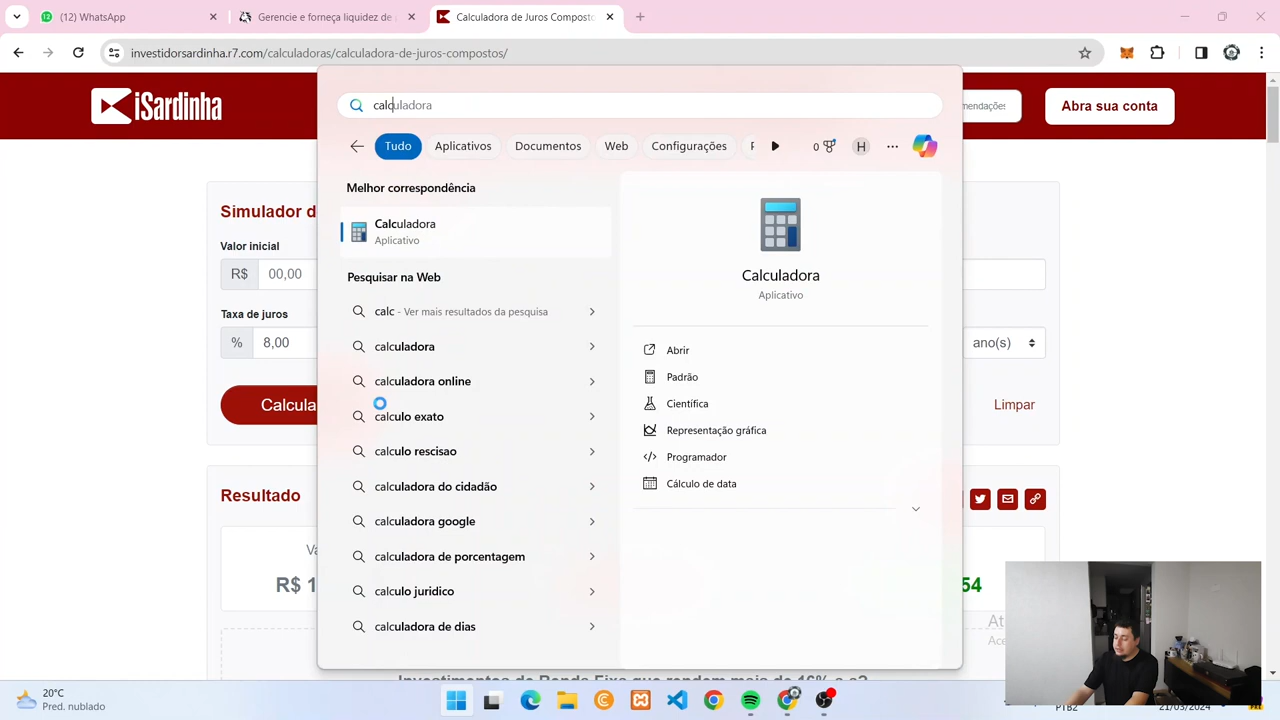 (12) WhatsApp
Gerencie e forneça liquidez de
Calculadora de Juros Composto
investidorsardinha.r7.com/calculadoras/calculadora-de-juros-compostos/
iSardinha
calculadora
Abra sua conta
Tudo
Aplicativos
Documentos
Web
Configurações
0
H
Simulador d
Valor inicial
R$ 00,00
Taxa de juros
% 8,00
ano(s)
Calcula
Limpar
Melhor correspondência
Calculadora
Aplicativo
Pesquisar na Web
calc - Ver mais resultados da pesquisa
calculadora
calculadora online
calculo exato
calculo rescisao
calculadora do cidadão
calculadora google
calculadora de porcentagem
calculo juridico
calculadora de dias
Calculadora
Aplicativo
Abrir
Padrão
Científica
Representação gráfica
Programador
Cálculo de data
Resultado
R$ 1
54
20°C
Pred. nublado
PTB2
21/03/2024